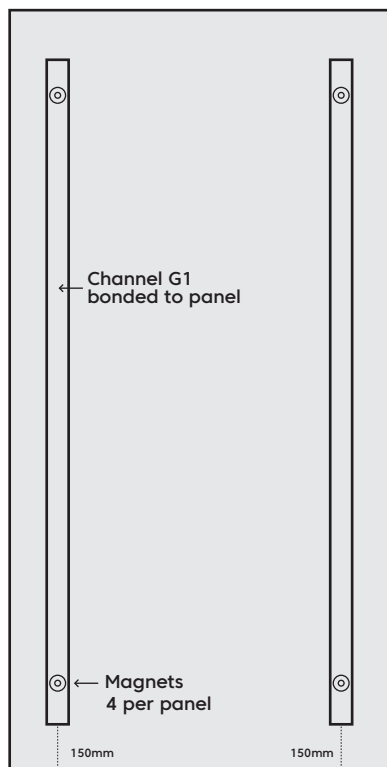 Channel G1
bonded to panel
Magnets
4 per panel
150mm
150mm